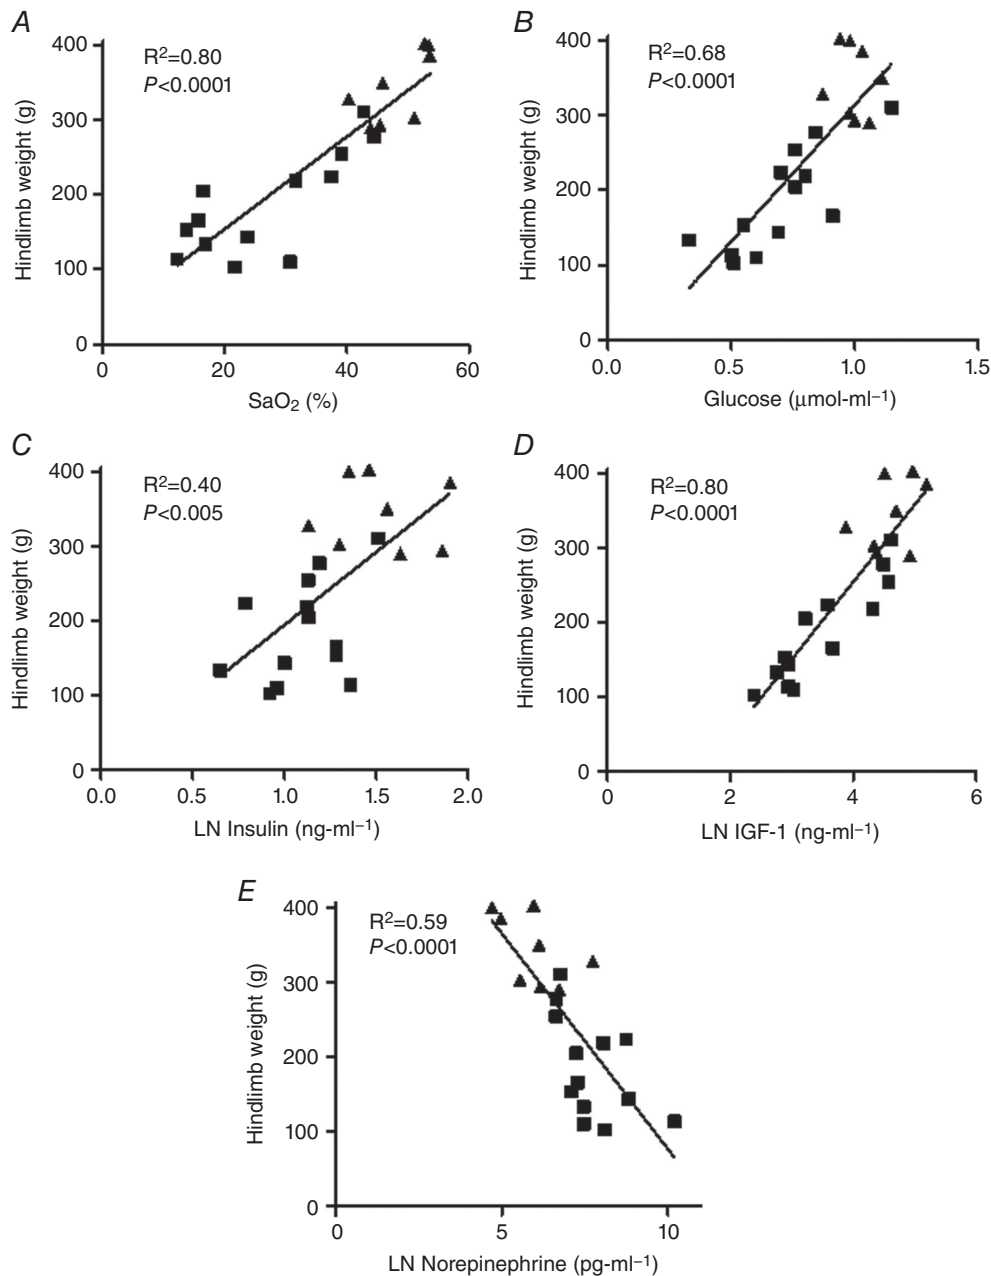 A
R²=0.80
P<0.0001
Hindlimb weight (g)
400
300
200
100
0
0 20 40 60
SaO₂ (%)
B
R²=0.68
P<0.0001
Hindlimb weight (g)
400
300
200
100
0
0.0 0.5 1.0 1.5
Glucose (μmol-ml⁻¹)
C
R²=0.40
P<0.005
Hindlimb weight (g)
400
300
200
100
0
0.0 0.5 1.0 1.5 2.0
LN Insulin (ng-ml⁻¹)
D
R²=0.80
P<0.0001
Hindlimb weight (g)
400
300
200
100
0
0 2 4 6
LN IGF-1 (ng-ml⁻¹)
E
R²=0.59
P<0.0001
Hindlimb weight (g)
400
300
200
100
0
0 5 10
LN Norepinephrine (pg-ml⁻¹)